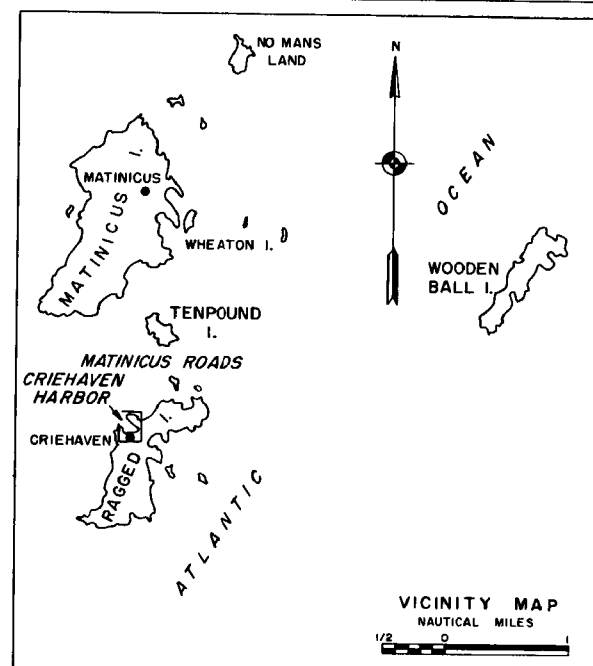 NO MANS
LAND
N
OCEAN
MATINICUS I.
MATINICUS
WHEATON I.
WOODEN
BALL I.
TENPOUND
I.
MATINICUS ROADS
CRIEHAVEN
HARBOR
CRIEHAVEN
RAGGED I.
ATLANTIC
VICINITY MAP
NAUTICAL MILES
1/2 0 1